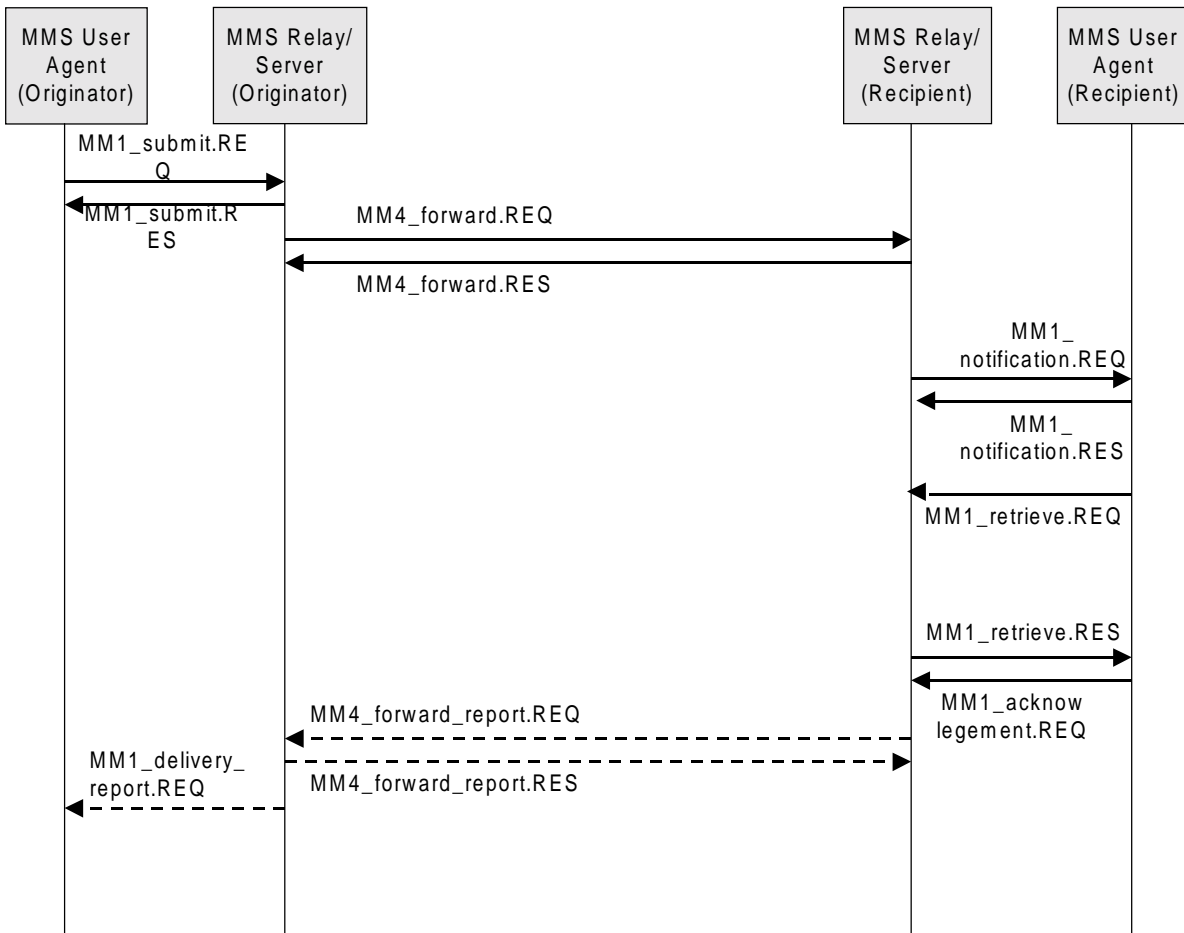 MMS User
Agent
(Originator)
MMS Relay/
Server
(Originator)
MMS Relay/
Server
(Recipient)
MMS User
Agent
(Recipient)
MM1_submit.RE
Q
MM1_submit.R
ES
MM4_forward.REQ
MM4_forward.RES
MM1_
notification.REQ
MM1_
notification.RES
MM1_retrieve.REQ
MM1_retrieve.RES
MM1_acknow
legement.REQ
MM4_forward_report.REQ
MM1_delivery_
report.REQ
MM4_forward_report.RES